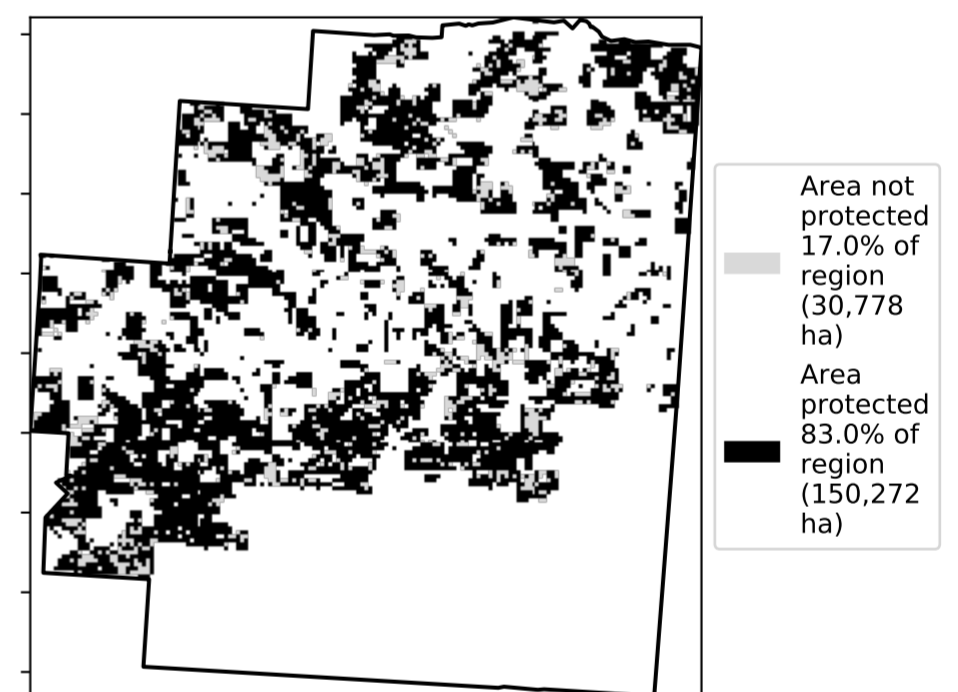 Area not
protected
17.0% of
region
(30,778
ha)
Area
protected
83.0% of
region
(150,272
ha)